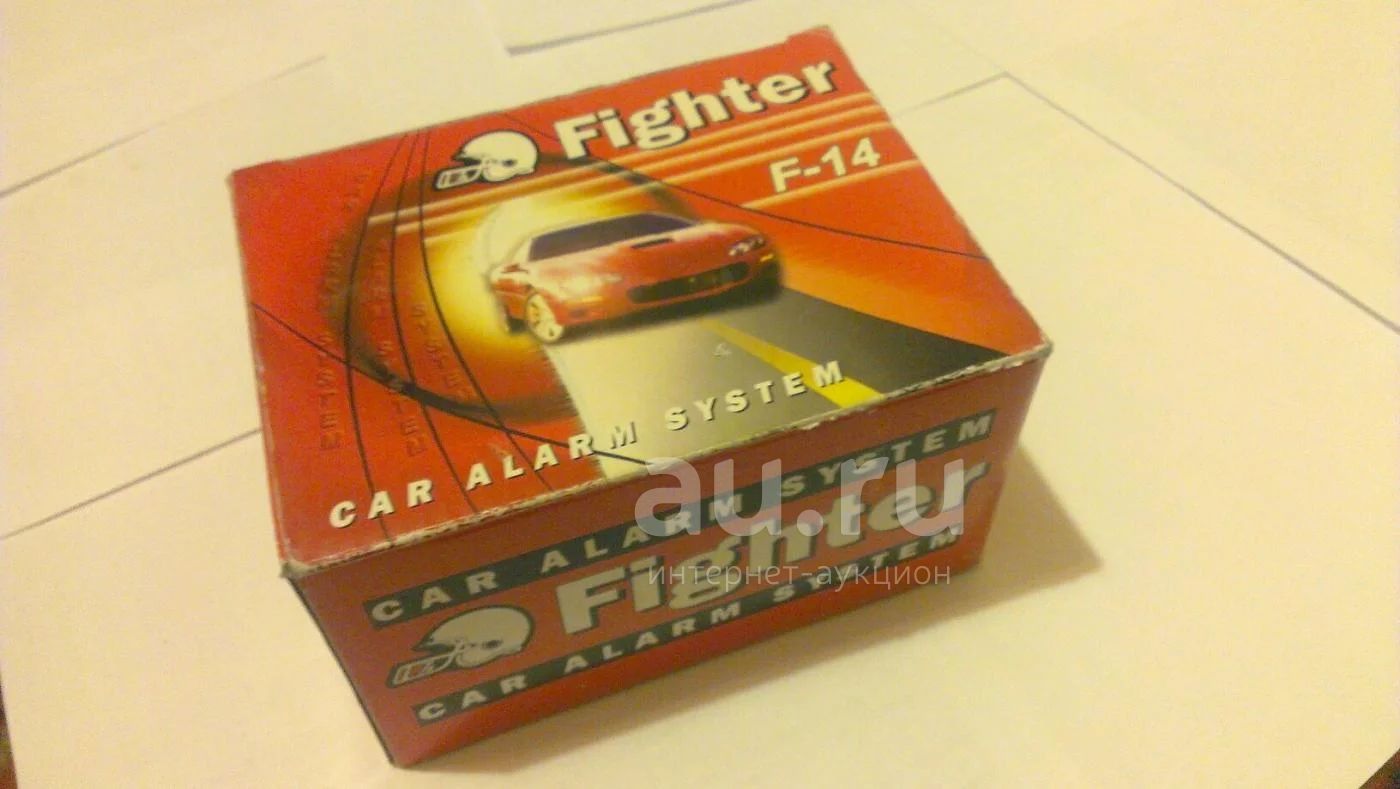 Fighter
F-14
CAR ALARM SYSTEM
CAR ALARM SYSTEM
Fighter
CAR ALARM SYSTEM
au.ru
интернет-аукцион